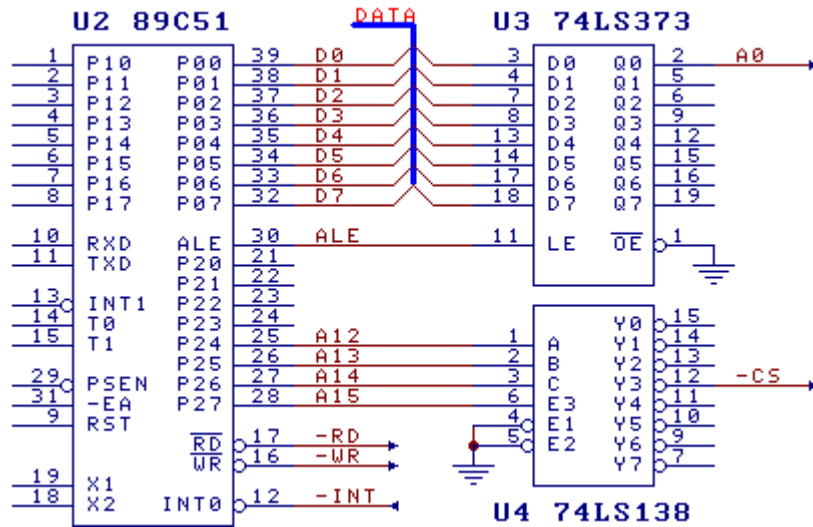 U2 89C51 DATA U3 74LS373
1 P10 P00 39 D0 3 D0 Q0 2 A0
2 P11 P01 38 D1 4 D1 Q1 5
3 P12 P02 37 D2 7 D2 Q2 6
4 P13 P03 36 D3 8 D3 Q3 9
5 P14 P04 35 D4 13 D4 Q4 12
6 P15 P05 34 D5 14 D5 Q5 15
7 P16 P06 33 D6 17 D6 Q6 16
8 P17 P07 32 D7 18 D7 Q7 19
10 RXD ALE 30 ALE 11 LE OE 1
11 TXD P20 21
P21 22
13 INT1 P22 23
14 T0 P23 24 Y0 15
15 T1 P24 25 A12 1 A Y1 14
P25 26 A13 2 B Y2 13
29 PSEN P26 27 A14 3 C Y3 12 -CS
31 -EA P27 28 A15 6 E3 Y4 11
9 RST 4 E1 Y5 10
RD 17 -RD 5 E2 Y6 9
WR 16 -WR Y7 7
19 X1
18 X2 INT0 12 -INT U4 74LS138